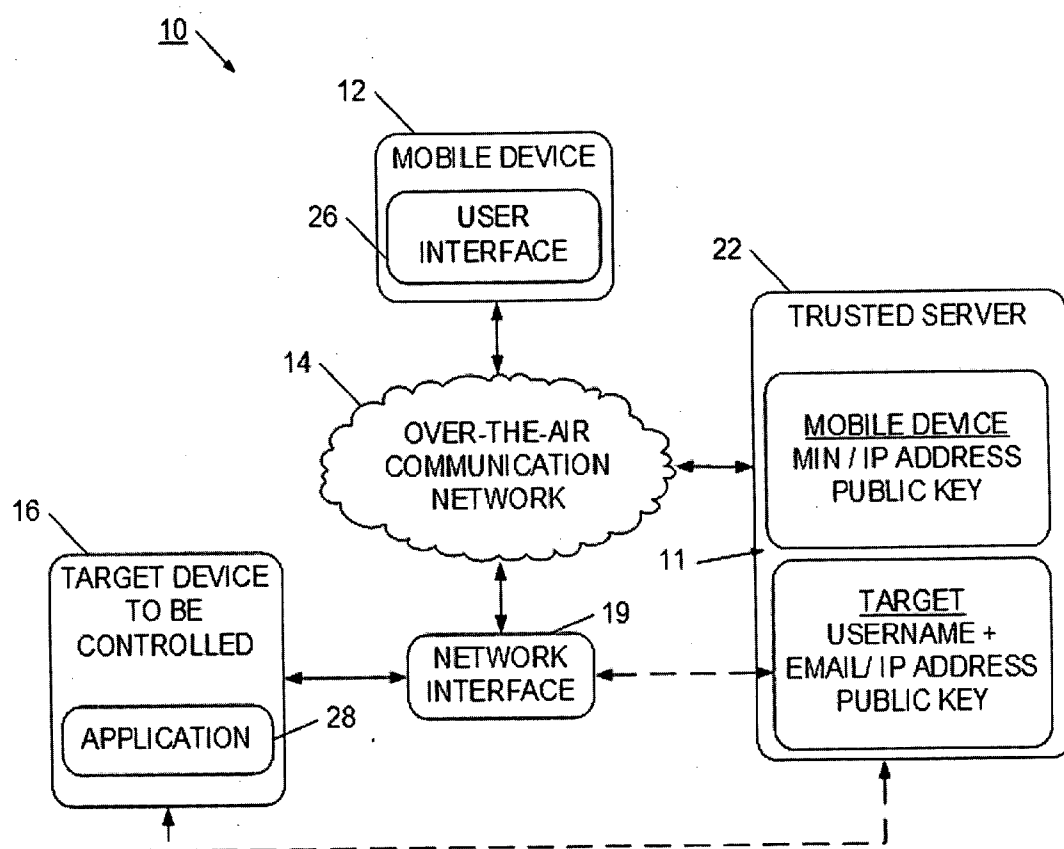 10
12
MOBILE DEVICE
26
USER
INTERFACE
22
TRUSTED SERVER
14
OVER-THE-AIR
COMMUNICATION
NETWORK
MOBILE DEVICE
MIN / IP ADDRESS
PUBLIC KEY
16
TARGET DEVICE
TO BE
CONTROLLED
11
19
NETWORK
INTERFACE
TARGET
USERNAME +
EMAIL/ IP ADDRESS
PUBLIC KEY
APPLICATION
28